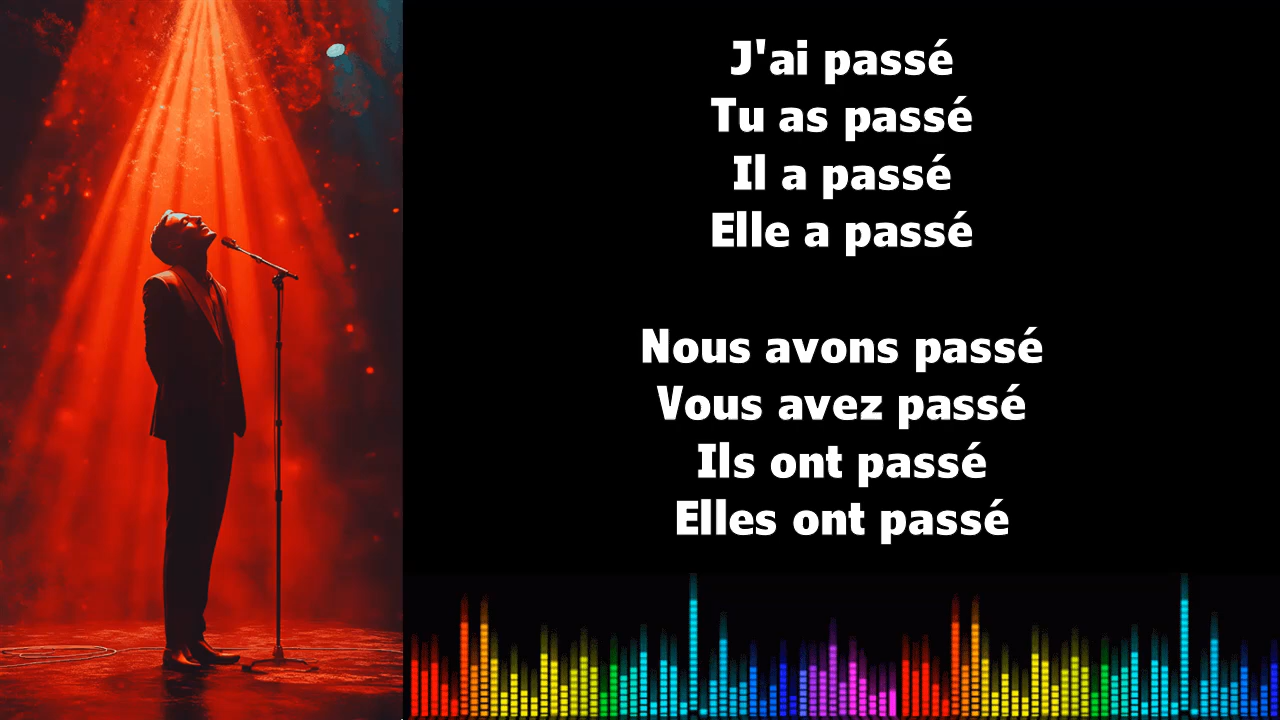 J'ai passé
Tu as passé
Il a passé
Elle a passé
Nous avons passé
Vous avez passé
Ils ont passé
Elles ont passé